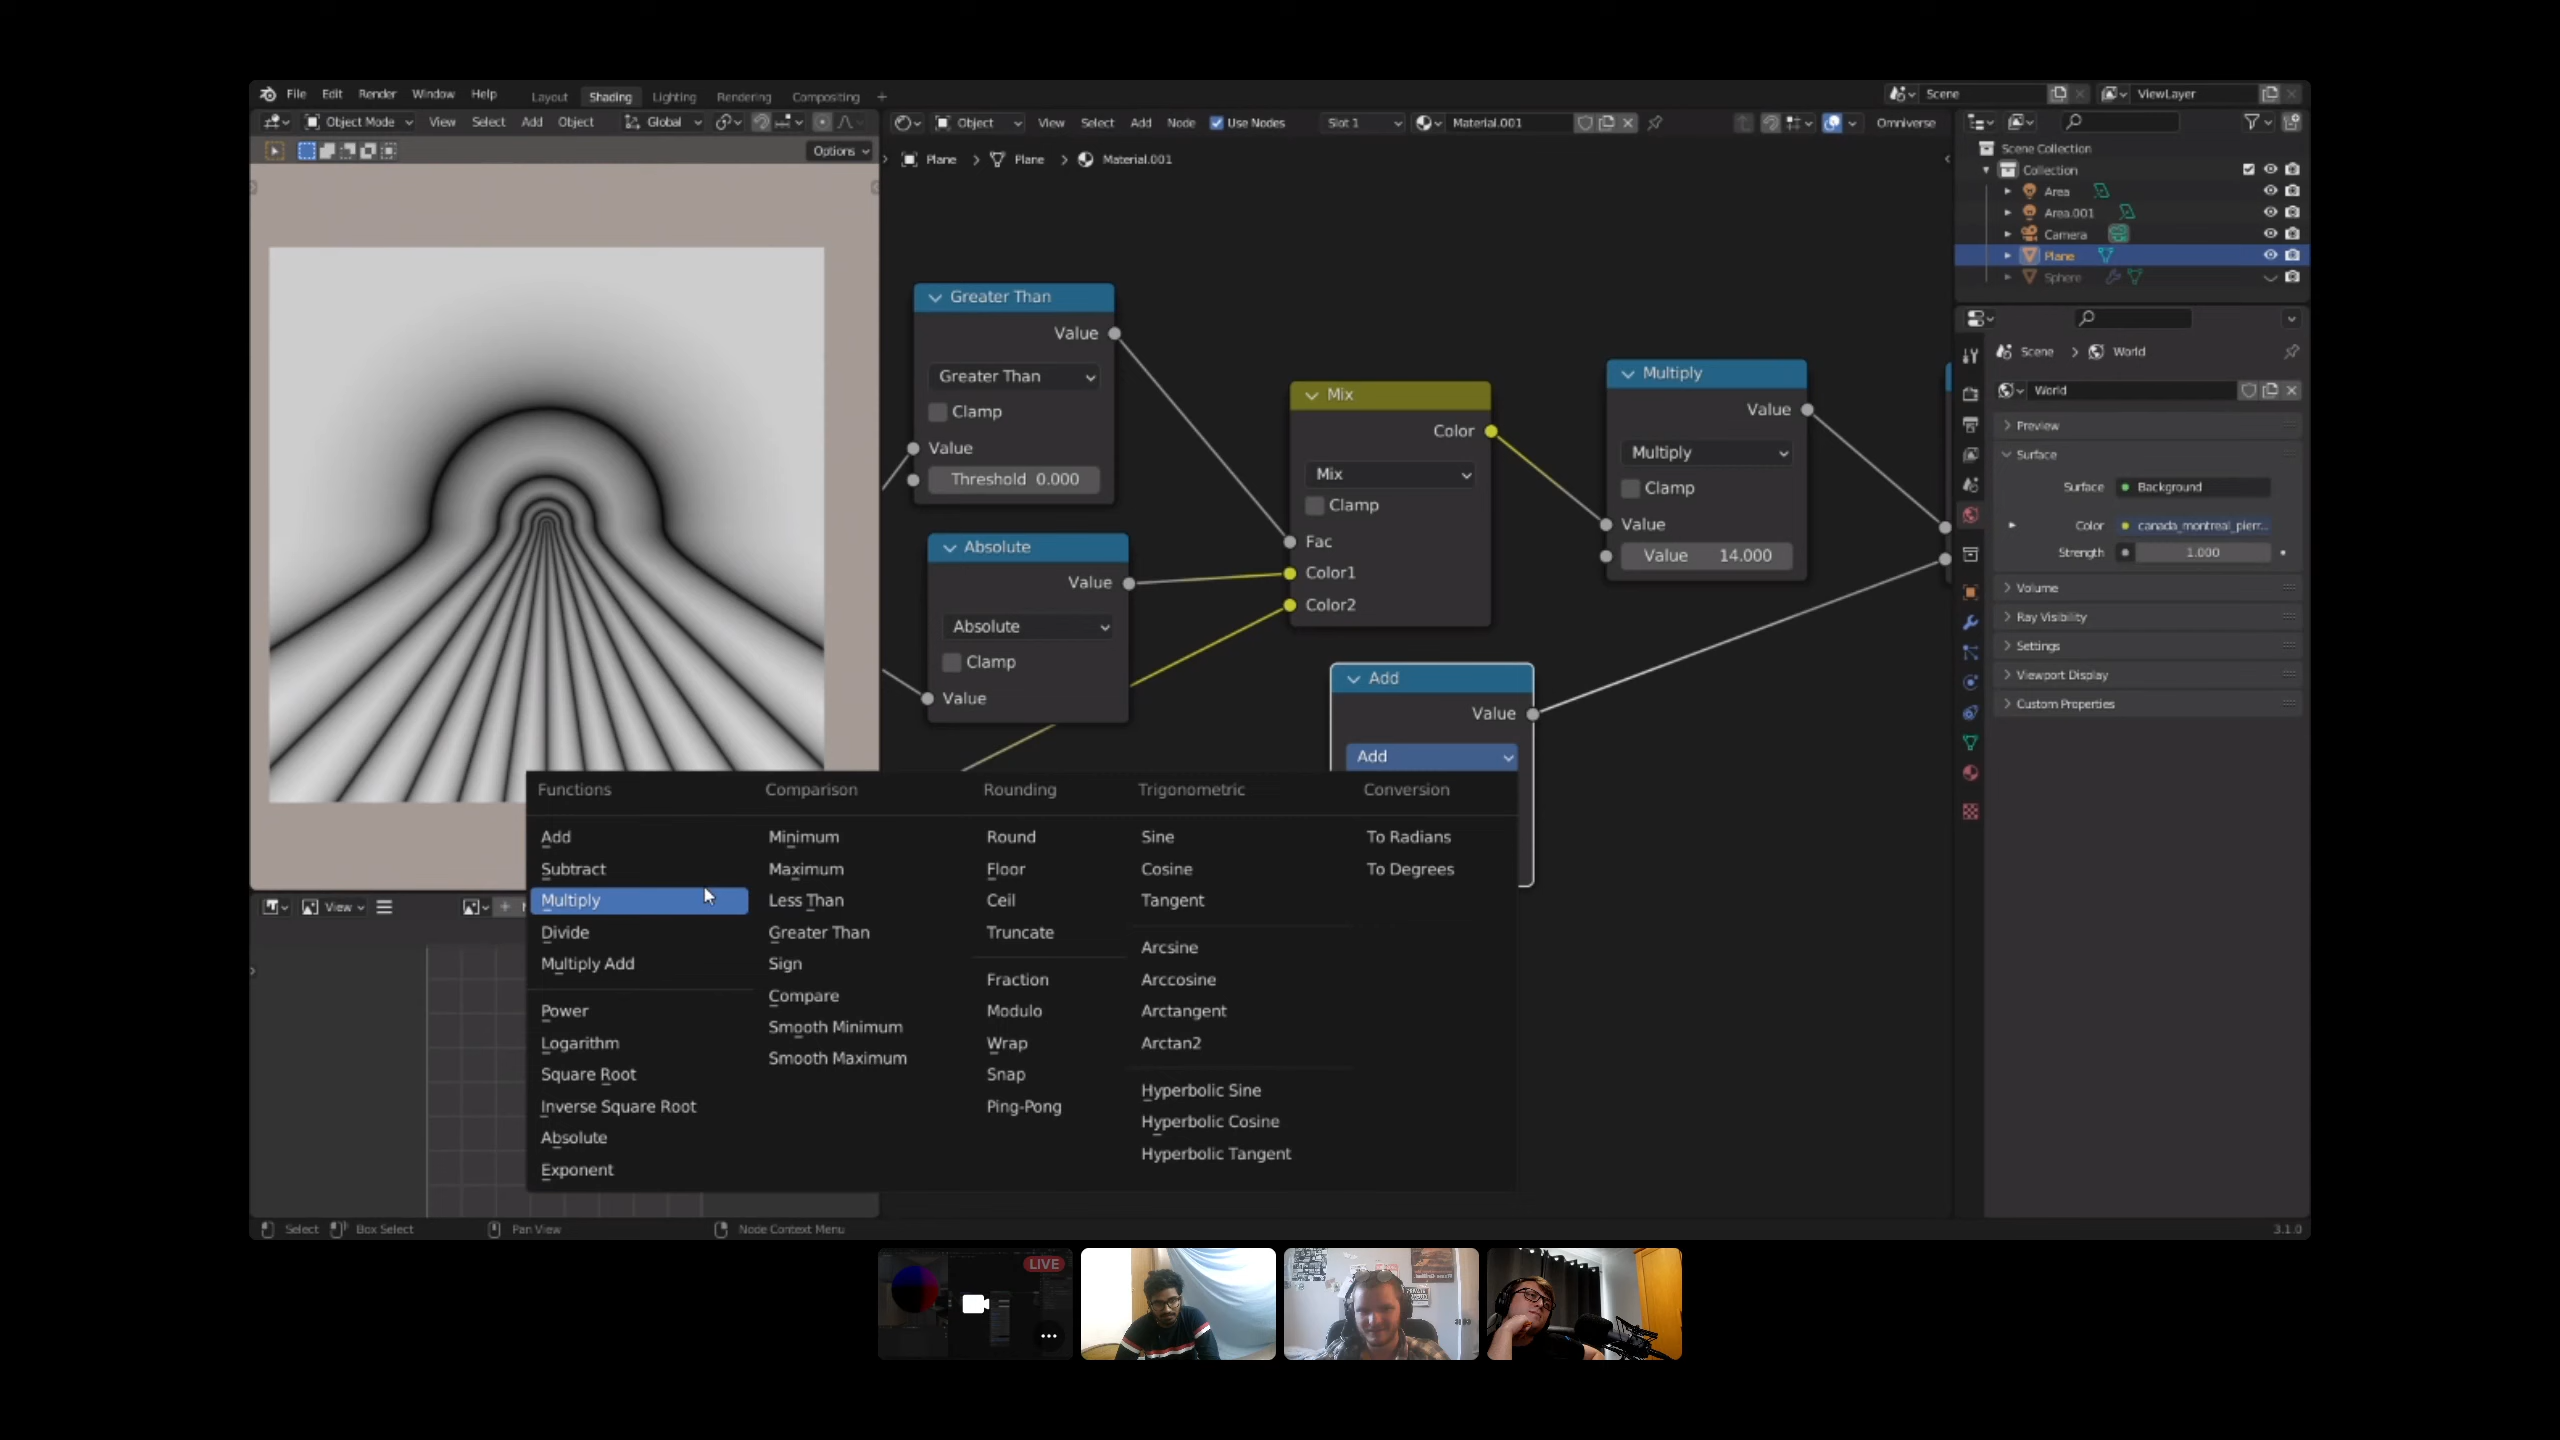 File Edit Render Window Help Layout Shading Lighting Rendering Compositing +
Scene ViewLayer
Object Mode View Select Add Object Global
Options
Object View Select Add Node Use Nodes Slot 1 Material.001 Omniverse
Plane > Plane > Material.001
Scene Collection
Collection
Area
Area.001
Camera
Plane
Sphere
Greater Than
Value
Greater Than
Clamp
Value
Threshold 0.000
Absolute
Value
Absolute
Clamp
Value
Mix
Color
Mix
Clamp
Fac
Color1
Color2
Multiply
Value
Multiply
Clamp
Value
Value 14.000
Add
Value
Add
Scene > World
World
Preview
Surface
Surface Background
Color canada_montreal_pierr...
Strength 1.000
Volume
Ray Visibility
Settings
Viewport Display
Custom Properties
Functions
Add
Subtract
Multiply
Divide
Multiply Add
Power
Logarithm
Square Root
Inverse Square Root
Absolute
Exponent
Comparison
Minimum
Maximum
Less Than
Greater Than
Sign
Compare
Smooth Minimum
Smooth Maximum
Rounding
Round
Floor
Ceil
Truncate
Fraction
Modulo
Wrap
Snap
Ping-Pong
Trigonometric
Sine
Cosine
Tangent
Arcsine
Arccosine
Arctangent
Arctan2
Hyperbolic Sine
Hyperbolic Cosine
Hyperbolic Tangent
Conversion
To Radians
To Degrees
View
Select Box Select Pan View Node Context Menu
3.1.0
LIVE